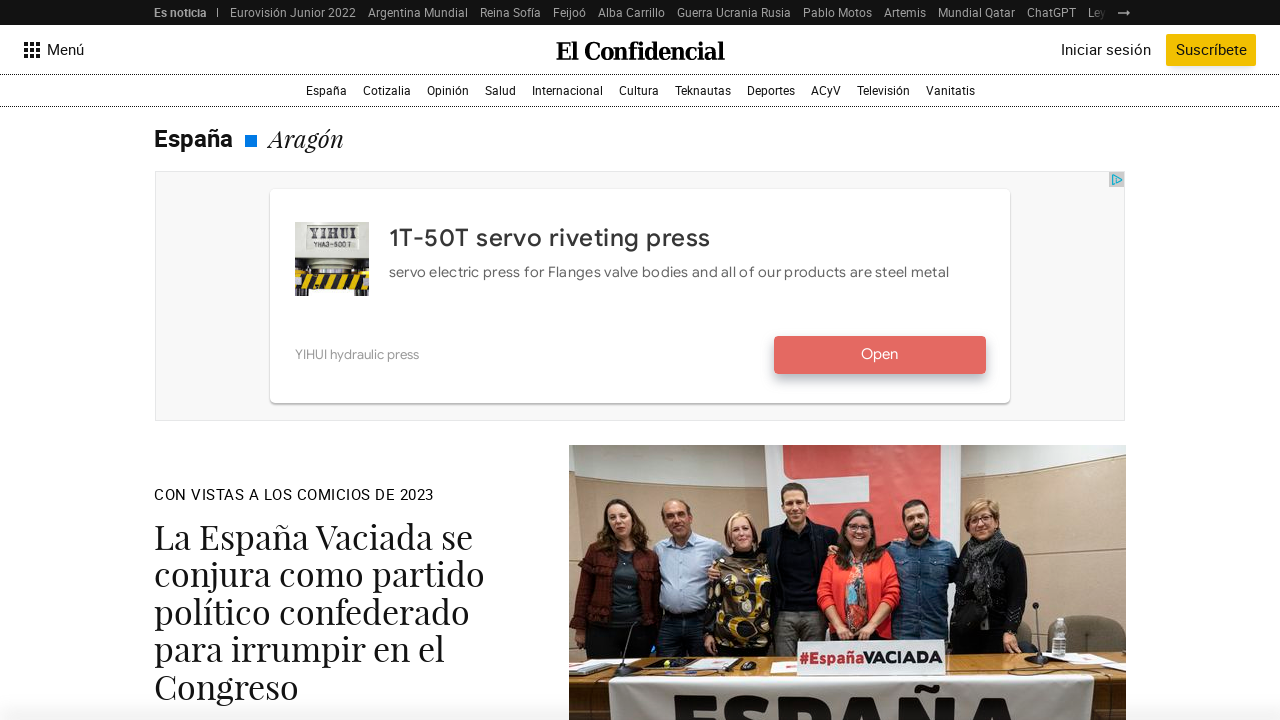 Es noticia
Eurovisión Junior 2022
Argentina Mundial
Reina Sofía
Feijoó
Alba Carrillo
Guerra Ucrania Rusia
Pablo Motos
Artemis
Mundial Qatar
ChatGPT
Ley
Menú
El Confidencial
Iniciar sesión
Suscríbete
España
Cotizalia
Opinión
Salud
Internacional
Cultura
Teknautas
Deportes
ACyV
Televisión
Vanitatis
España
Aragón
YIHUI
1T-50T servo riveting press
servo electric press for Flanges valve bodies and all of our products are steel metal
YIHUI hydraulic press
Open
CON VISTAS A LOS COMICIOS DE 2023
La España Vaciada se
conjura como partido
político confederado
para irrumpir en el
Congreso
#EspañaVACIADA
ESPAÑA